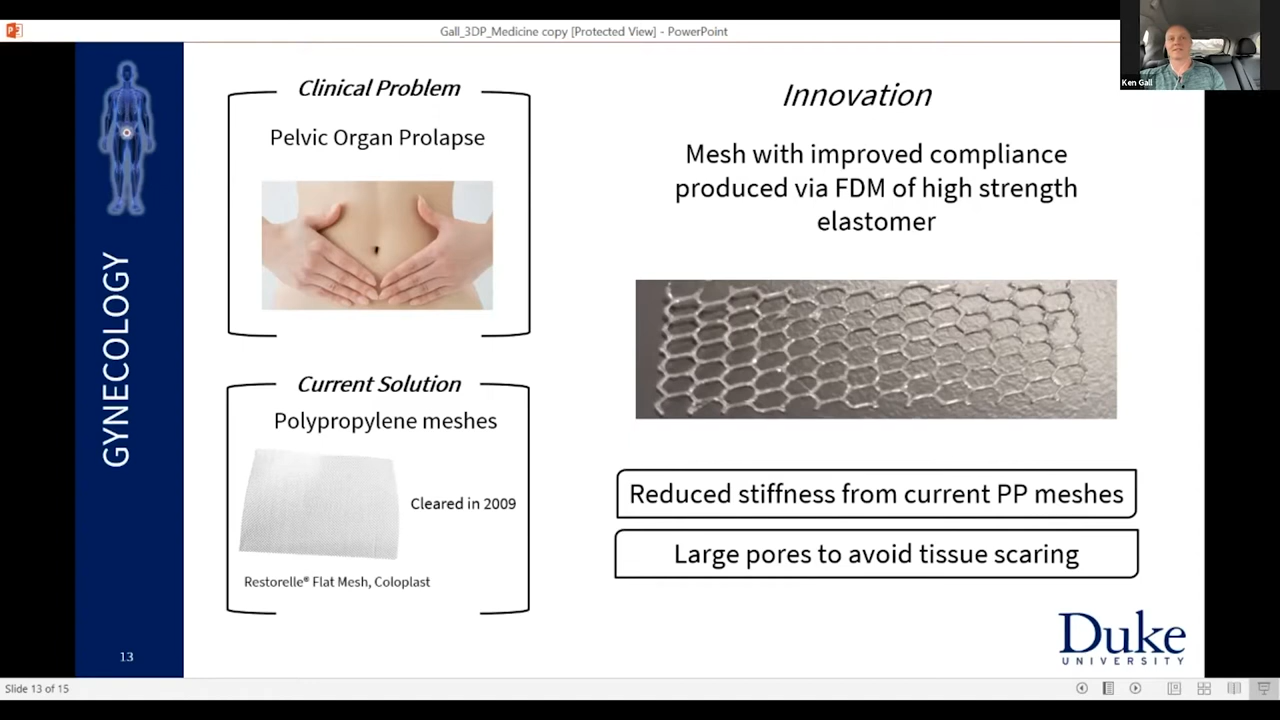 Gall_3DP_Medicine copy [Protected View] - PowerPoint
Ken Gall
GYNECOLOGY
13
Clinical Problem
Pelvic Organ Prolapse
Current Solution
Polypropylene meshes
Cleared in 2009
Restorelle® Flat Mesh, Coloplast
Innovation
Mesh with improved compliance
produced via FDM of high strength
elastomer
Reduced stiffness from current PP meshes
Large pores to avoid tissue scaring
Duke
UNIVERSITY
Slide 13 of 15